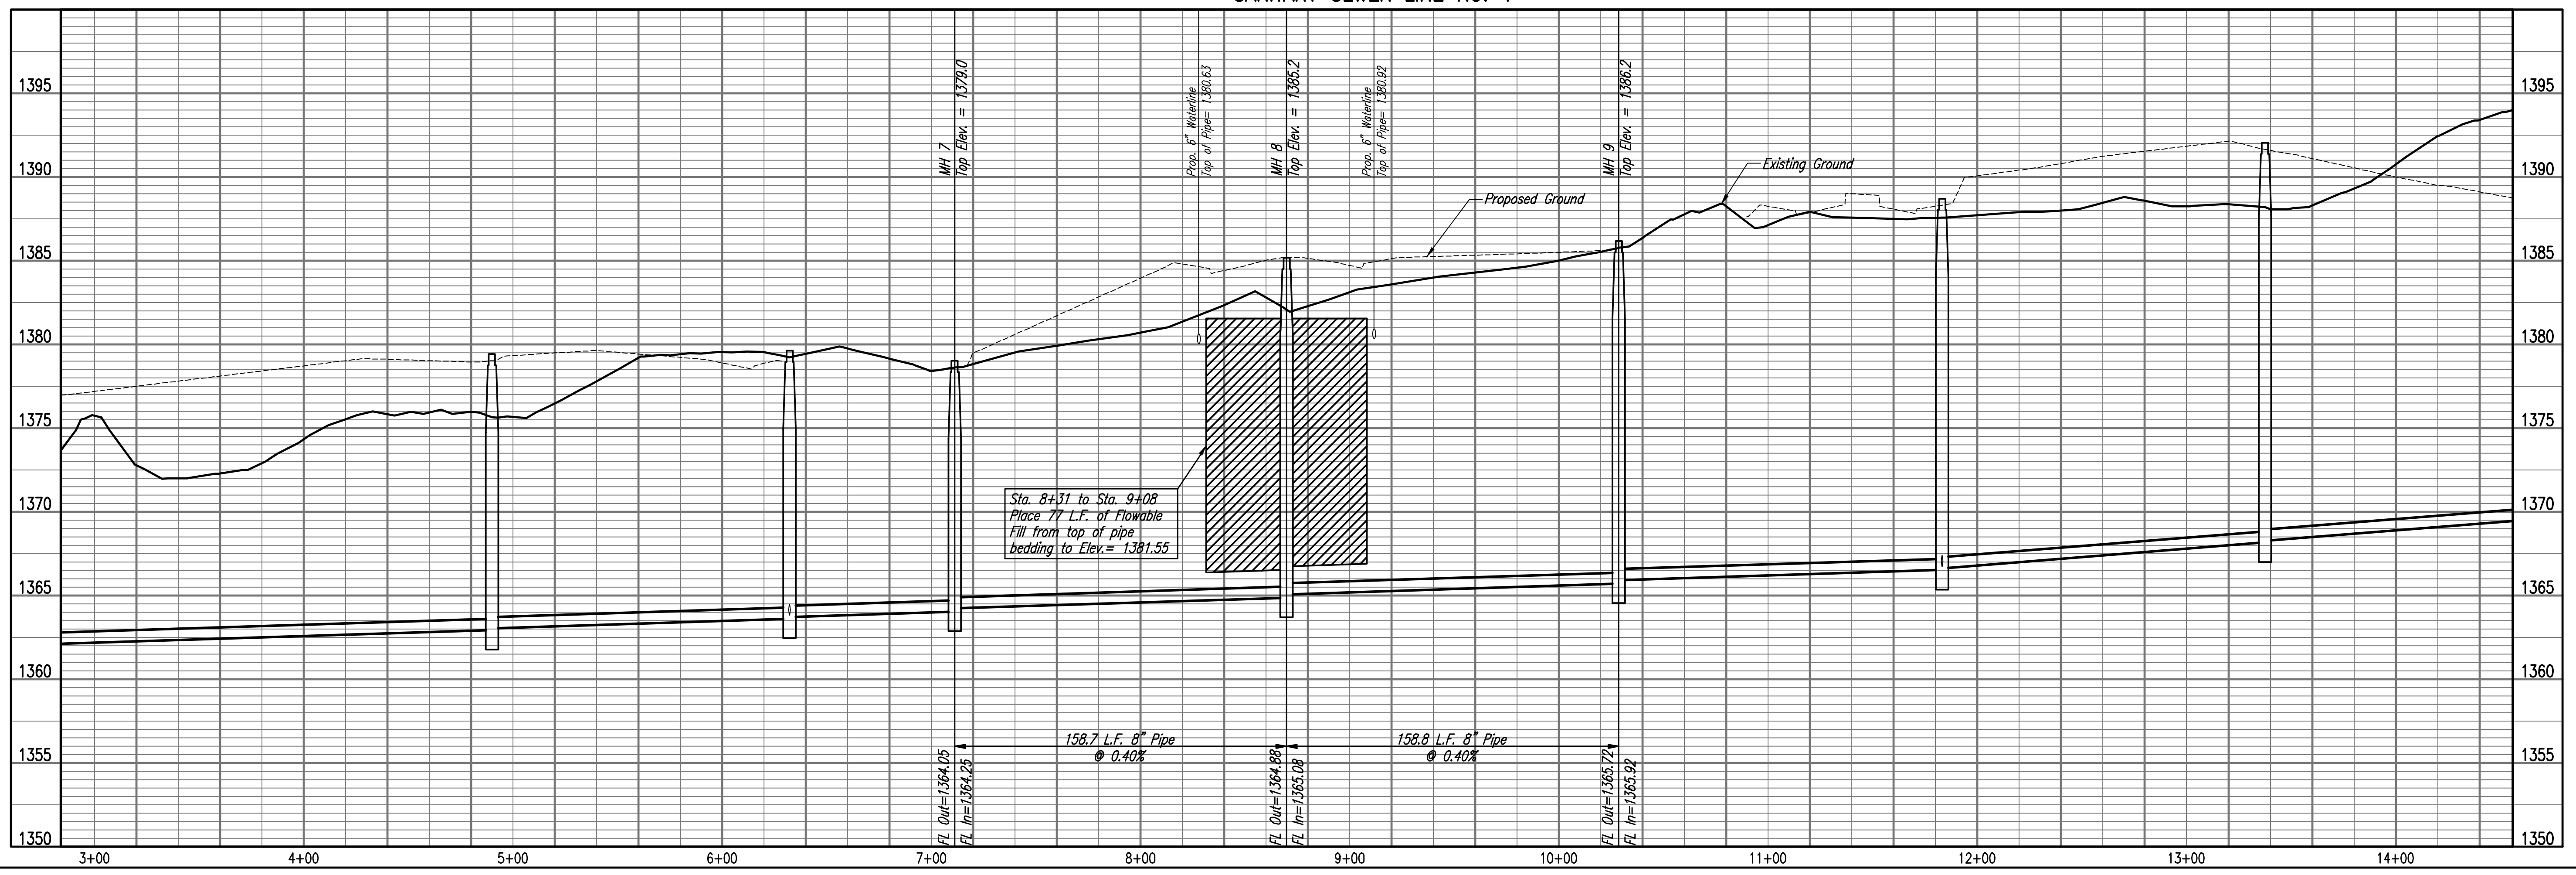 1395
1390
1385
1380
1375
1370
1365
1360
1355
1350
MH 7
Top Elev. = 1379.0
Prop. 6" Waterline
Top of Pipe= 1380.63
MH 8
Top Elev. = 1385.2
Prop. 6" Waterline
Top of Pipe= 1380.92
MH 9
Top Elev. = 1386.2
Existing Ground
Proposed Ground
Sta. 8+31 to Sta. 9+08
Place 77 L.F. of Flowable
Fill from top of pipe
bedding to Elev.= 1381.55
158.7 L.F. 8" Pipe
@ 0.40%
158.8 L.F. 8" Pipe
@ 0.40%
FL Out=1364.05
FL In=1364.25
FL Out=1364.88
FL In=1365.08
FL Out=1365.72
FL In=1365.92
1395
1390
1385
1380
1375
1370
1365
1360
1355
1350
3+00 4+00 5+00 6+00 7+00 8+00 9+00 10+00 11+00 12+00 13+00 14+00